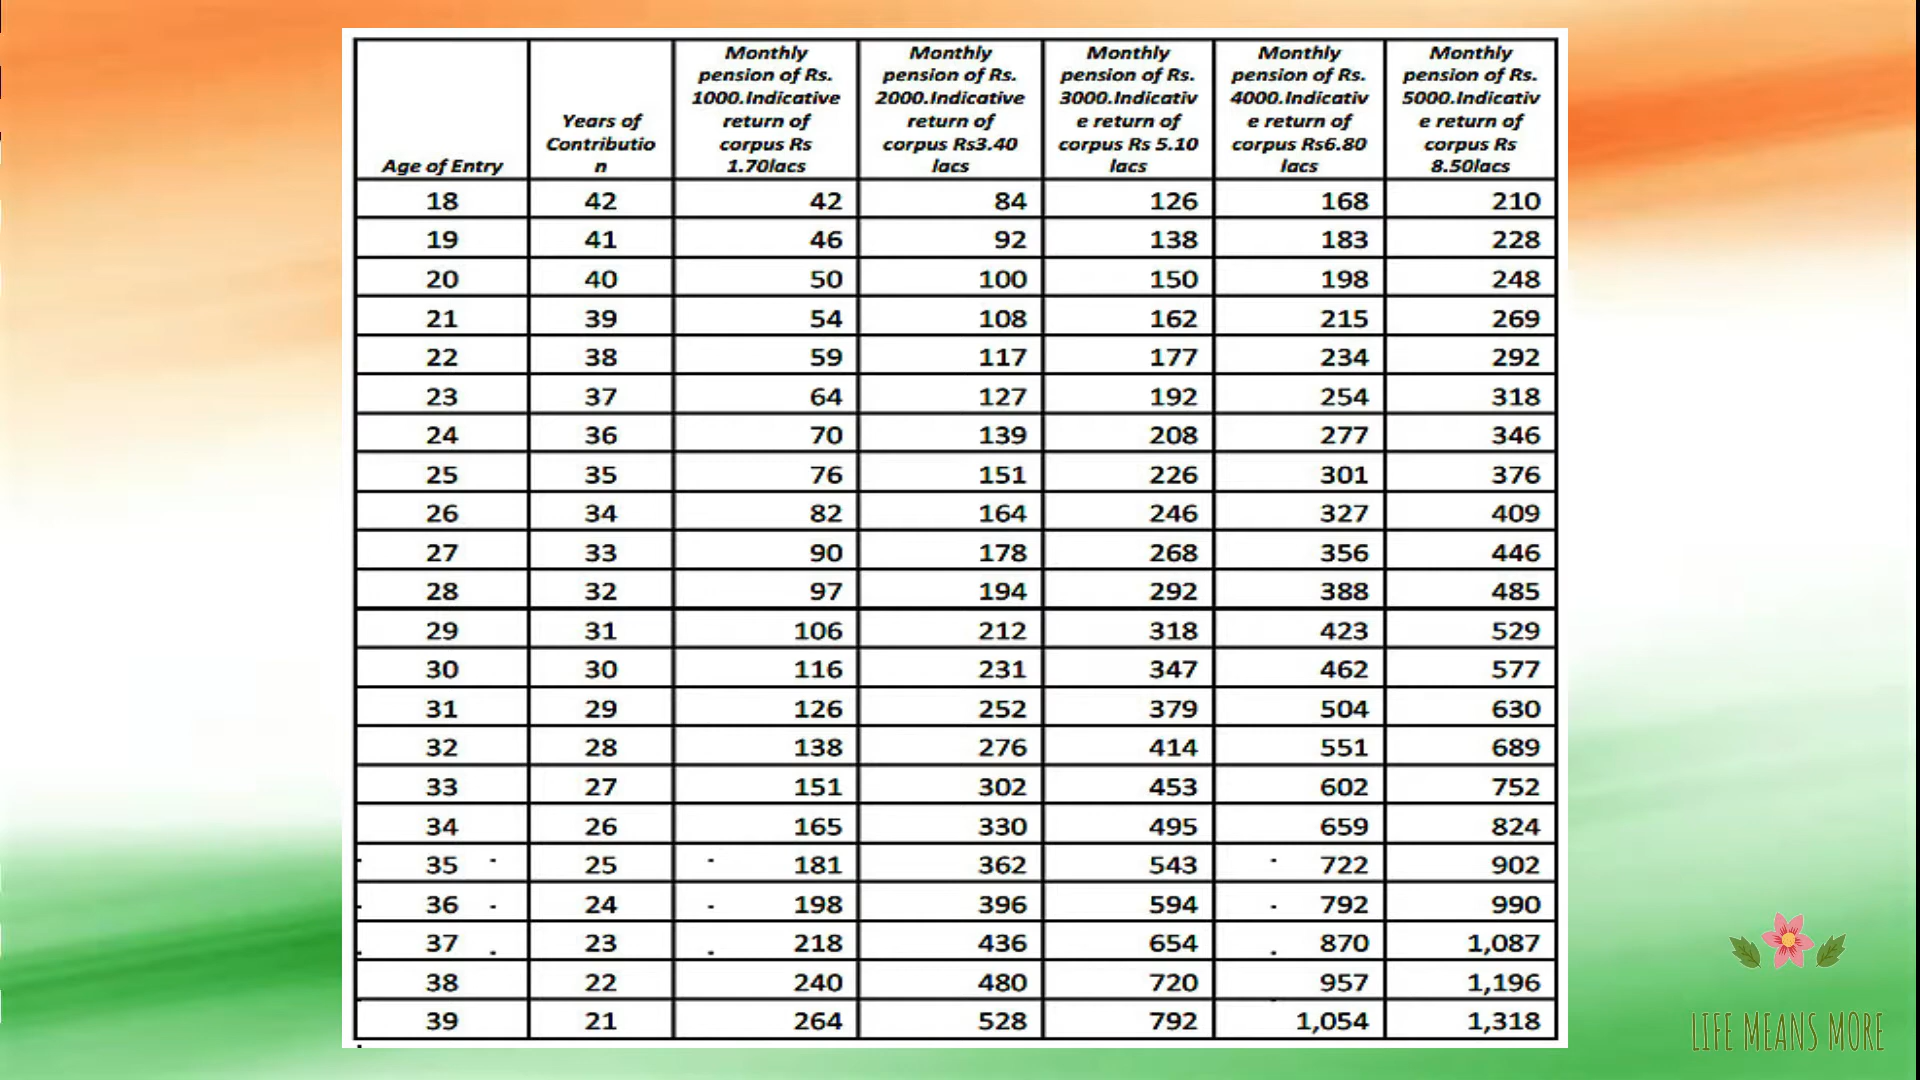 Age of Entry
Years of
Contributio
n
Monthly
pension of Rs.
1000.Indicative
return of
corpus Rs
1.70lacs
Monthly
pension of Rs.
2000.Indicative
return of
corpus Rs3.40
lacs
Monthly
pension of Rs.
3000.Indicativ
e return of
corpus Rs 5.10
lacs
Monthly
pension of Rs.
4000.Indicativ
e return of
corpus Rs6.80
lacs
Monthly
pension of Rs.
5000.Indicativ
e return of
corpus Rs
8.50lacs
18 42 42 84 126 168 210
19 41 46 92 138 183 228
20 40 50 100 150 198 248
21 39 54 108 162 215 269
22 38 59 117 177 234 292
23 37 64 127 192 254 318
24 36 70 139 208 277 346
25 35 76 151 226 301 376
26 34 82 164 246 327 409
27 33 90 178 268 356 446
28 32 97 194 292 388 485
29 31 106 212 318 423 529
30 30 116 231 347 462 577
31 29 126 252 379 504 630
32 28 138 276 414 551 689
33 27 151 302 453 602 752
34 26 165 330 495 659 824
35 25 181 362 543 722 902
36 24 198 396 594 792 990
37 23 218 436 654 870 1,087
38 22 240 480 720 957 1,196
39 21 264 528 792 1,054 1,318
LIFE MEANS MORE